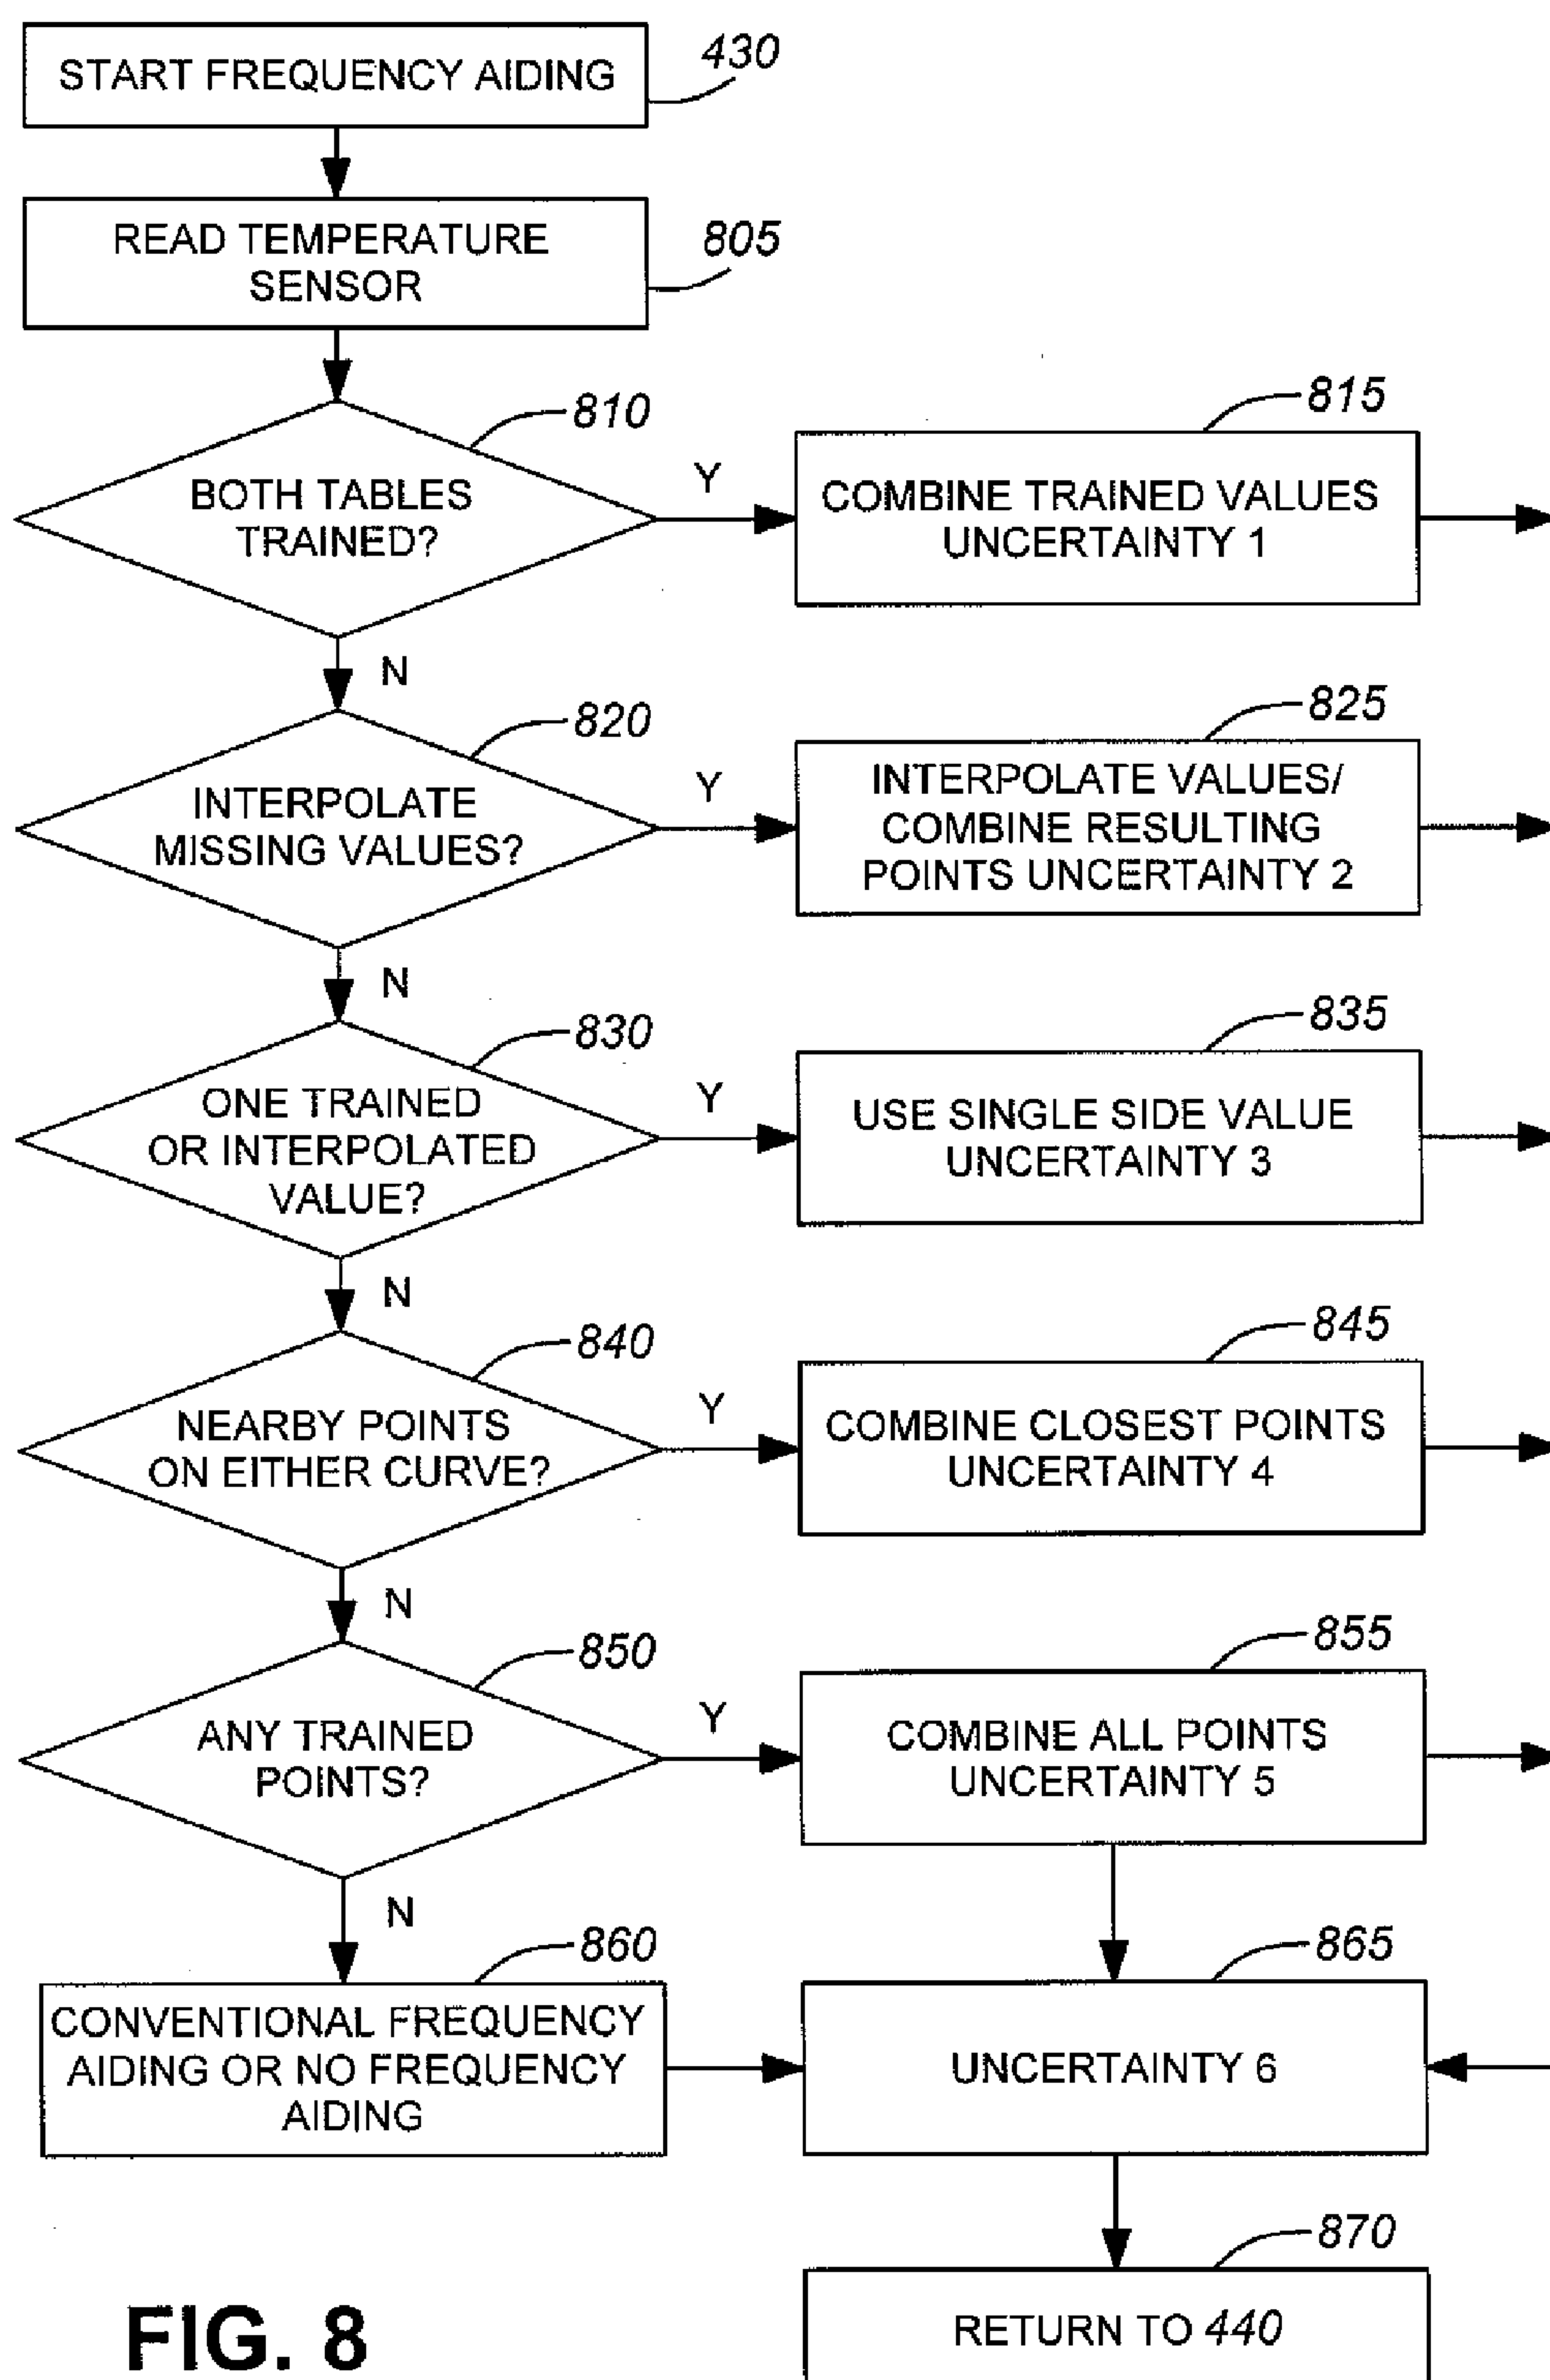 START FREQUENCY AIDING
430
READ TEMPERATURE
SENSOR
805
BOTH TABLES
TRAINED?
810
Y
COMBINE TRAINED VALUES
UNCERTAINTY 1
815
N
INTERPOLATE
MISSING VALUES?
820
Y
INTERPOLATE VALUES/
COMBINE RESULTING
POINTS UNCERTAINTY 2
825
N
ONE TRAINED
OR INTERPOLATED
VALUE?
830
Y
USE SINGLE SIDE VALUE
UNCERTAINTY 3
835
N
NEARBY POINTS
ON EITHER CURVE?
840
Y
COMBINE CLOSEST POINTS
UNCERTAINTY 4
845
N
ANY TRAINED
POINTS?
850
Y
COMBINE ALL POINTS
UNCERTAINTY 5
855
N
CONVENTIONAL FREQUENCY
AIDING OR NO FREQUENCY
AIDING
860
UNCERTAINTY 6
865
RETURN TO 440
870
FIG. 8